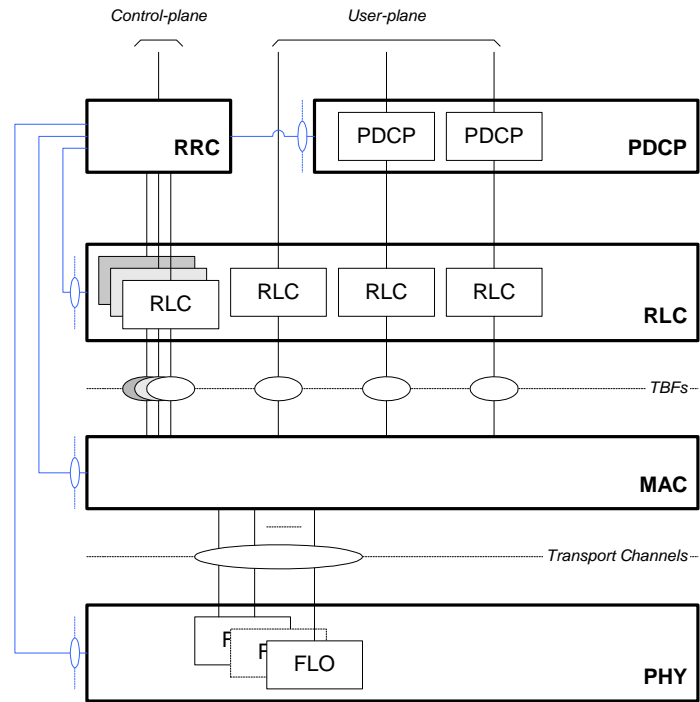 Control-plane
User-plane
RRC
PDCP
PDCP
PDCP
RLC
RLC
RLC
RLC
RLC
TBFs
MAC
Transport Channels
F
F
FLO
PHY